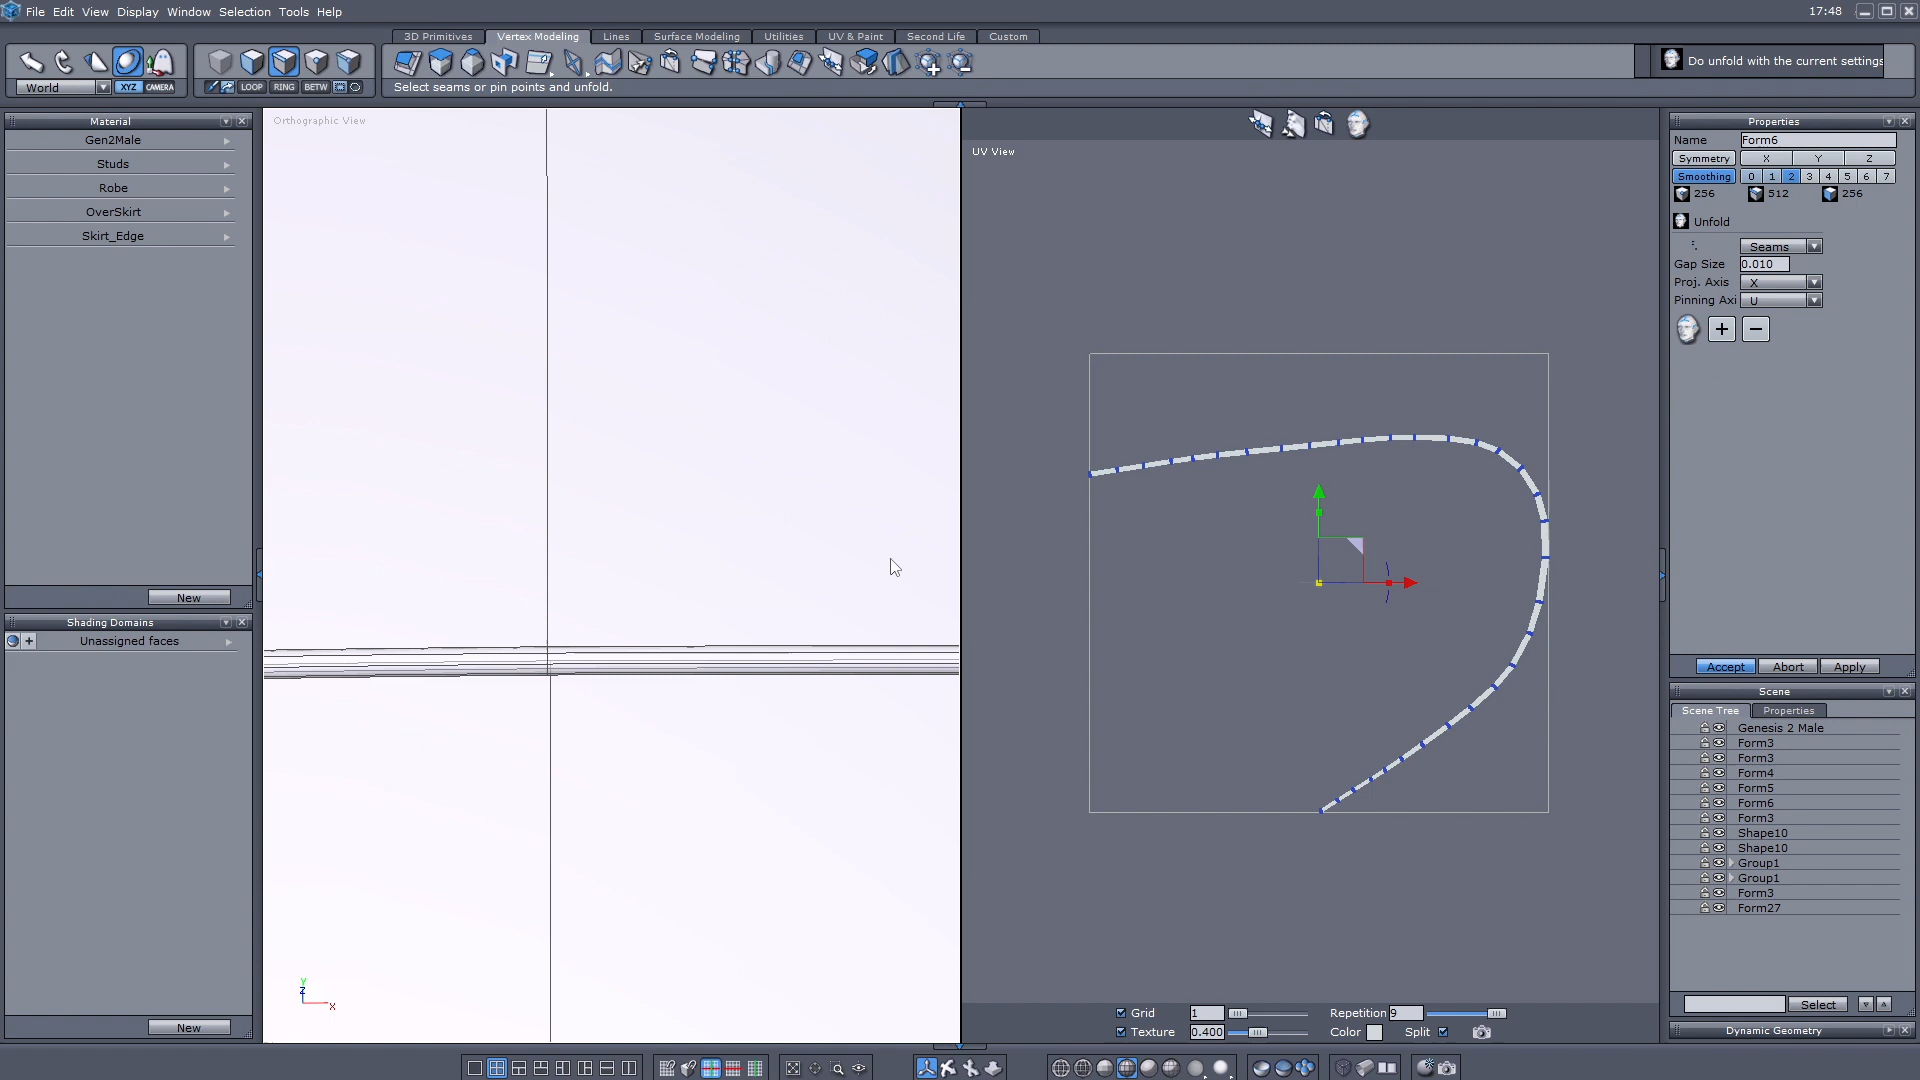 File Edit View Display Window Selection Tools Help
17:48
3D Primitives Vertex Modeling Lines Surface Modeling Utilities UV & Paint Second Life Custom
World XYZ CAMERA LOOP RING BETW
Select seams or pin points and unfold.
Do unfold with the current settings
Material
Gen2Male
Studs
Robe
OverSkirt
Skirt_Edge
New
Shading Domains
Unassigned faces
New
Orthographic View
Y
Z
X
UV View
Grid 1 Repetition 9
Texture 0.400 Color Split
Properties
Name Form6
Symmetry X Y Z
Smoothing 0 1 2 3 4 5 6 7
256 512 256
Unfold
Seams
Gap Size 0.010
Proj. Axis X
Pinning Axi U
+ −
Accept Abort Apply
Scene
Scene Tree Properties
Genesis 2 Male
Form3
Form3
Form4
Form5
Form6
Form3
Shape10
Shape10
Group1
Group1
Form3
Form27
Select
Dynamic Geometry